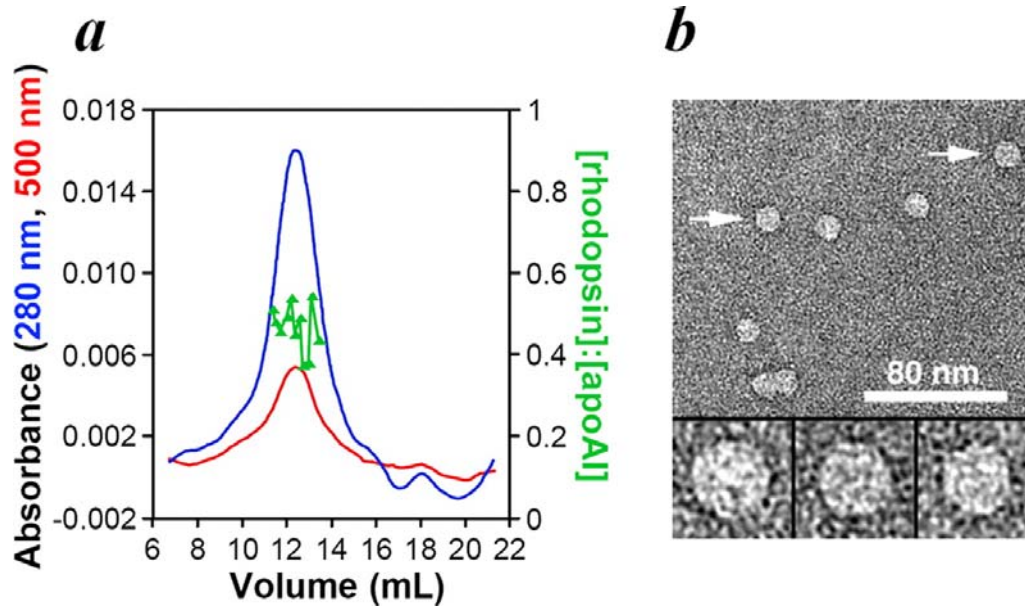 a
b
Absorbance (280 nm, 500 nm)
0.018
0.014
0.010
0.006
0.002
-0.002
1
0.8
0.6
0.4
0.2
0
[rhodopsin]:[apoAI]
6 8 10 12 14 16 18 20 22
Volume (mL)
80 nm